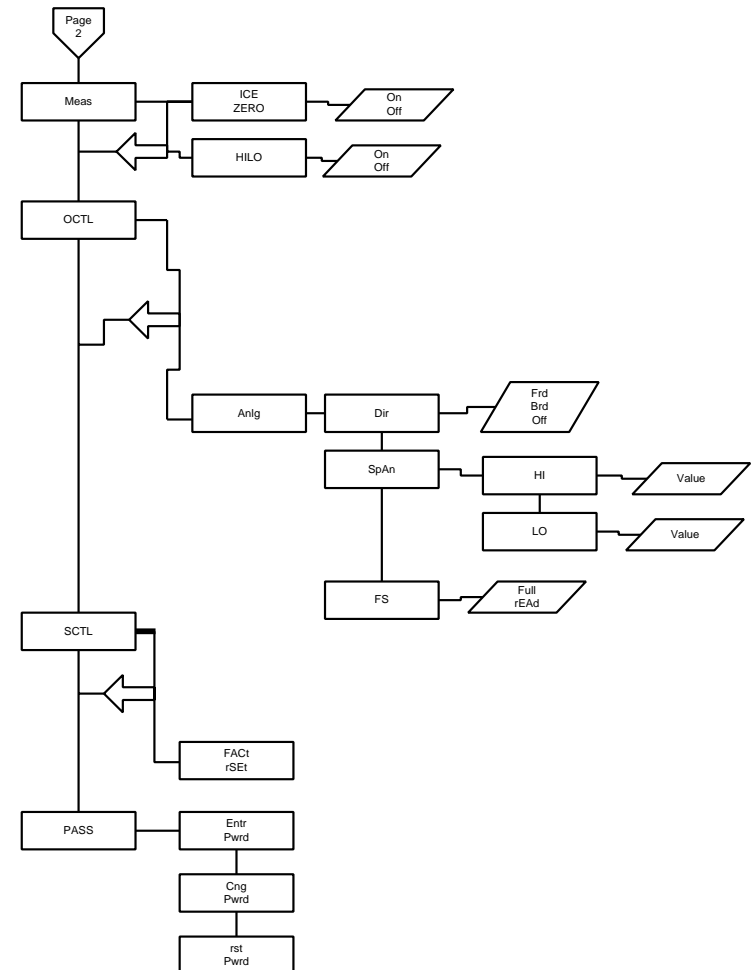 Page
2
Meas
ICE
ZERO
On
Off
HILO
On
Off
OCTL
Anlg
Dir
Frd
Brd
Off
SpAn
HI
Value
LO
Value
FS
Full
rEAd
SCTL
FACt
rSEt
PASS
Entr
Pwrd
Cng
Pwrd
rst
Pwrd